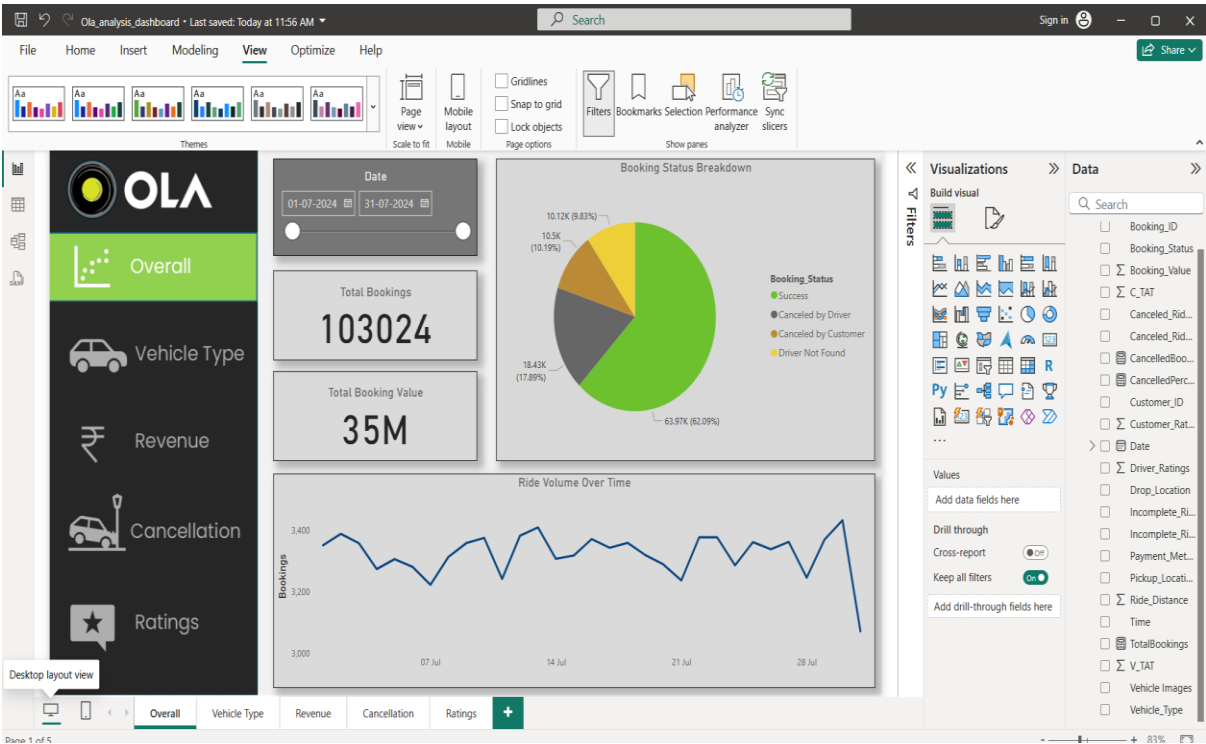 Ola_analysis_dashboard • Last saved: Today at 11:56 AM
Search
Sign in
File
Home
Insert
Modeling
View
Optimize
Help
Share
Aa
Aa
Aa
Aa
Aa
Aa
Themes
Page view
Scale to fit
Mobile layout
Mobile
Gridlines
Snap to grid
Lock objects
Page options
Filters
Bookmarks
Selection
Performance analyzer
Sync slicers
Show panes
OLA
Overall
Vehicle Type
₹
Revenue
Cancellation
Ratings
Desktop layout view
Date
01-07-2024
31-07-2024
Total Bookings
103024
Total Booking Value
35M
Booking Status Breakdown
10.12K (9.83%)
10.5K
(10.19%)
18.43K
(17.89%)
63.97K (62.09%)
Booking_Status
Success
Canceled by Driver
Canceled by Customer
Driver Not Found
Ride Volume Over Time
Bookings
3,400
3,200
3,000
07 Jul
14 Jul
21 Jul
28 Jul
Filters
Visualizations
Build visual
123
R
Py
123
...
Values
Add data fields here
Drill through
Cross-report
Off
Keep all filters
On
Add drill-through fields here
Data
Search
Booking_ID
Booking_Status
∑ Booking_Value
∑ C_TAT
Canceled_Rid...
Canceled_Rid...
CancelledBoo...
CancelledPerc...
Customer_ID
∑ Customer_Rat...
Date
∑ Driver_Ratings
Drop_Location
Incomplete_Ri...
Incomplete_Ri...
Payment_Met...
Pickup_Locati...
∑ Ride_Distance
Time
TotalBookings
∑ V_TAT
Vehicle Images
Vehicle_Type
Overall
Vehicle Type
Revenue
Cancellation
Ratings
+
Page 1 of 5
- + 83%